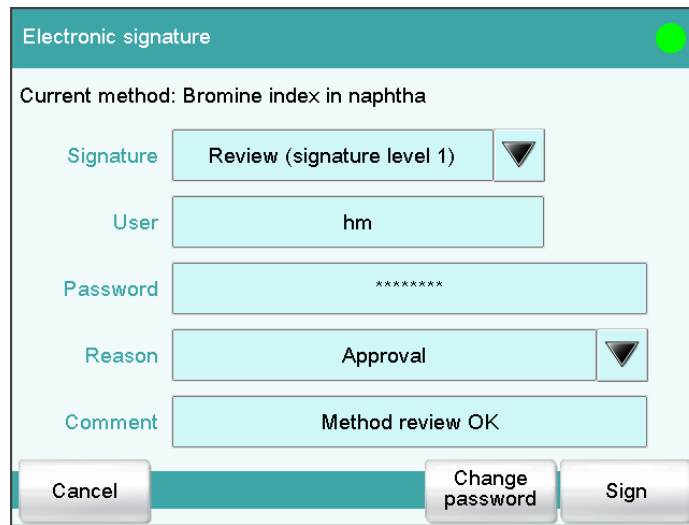 Electronic signature
Current method: Bromine index in naphtha
Signature Review (signature level 1)
User hm
Password ********
Reason Approval
Comment Method review OK
Cancel Change password Sign